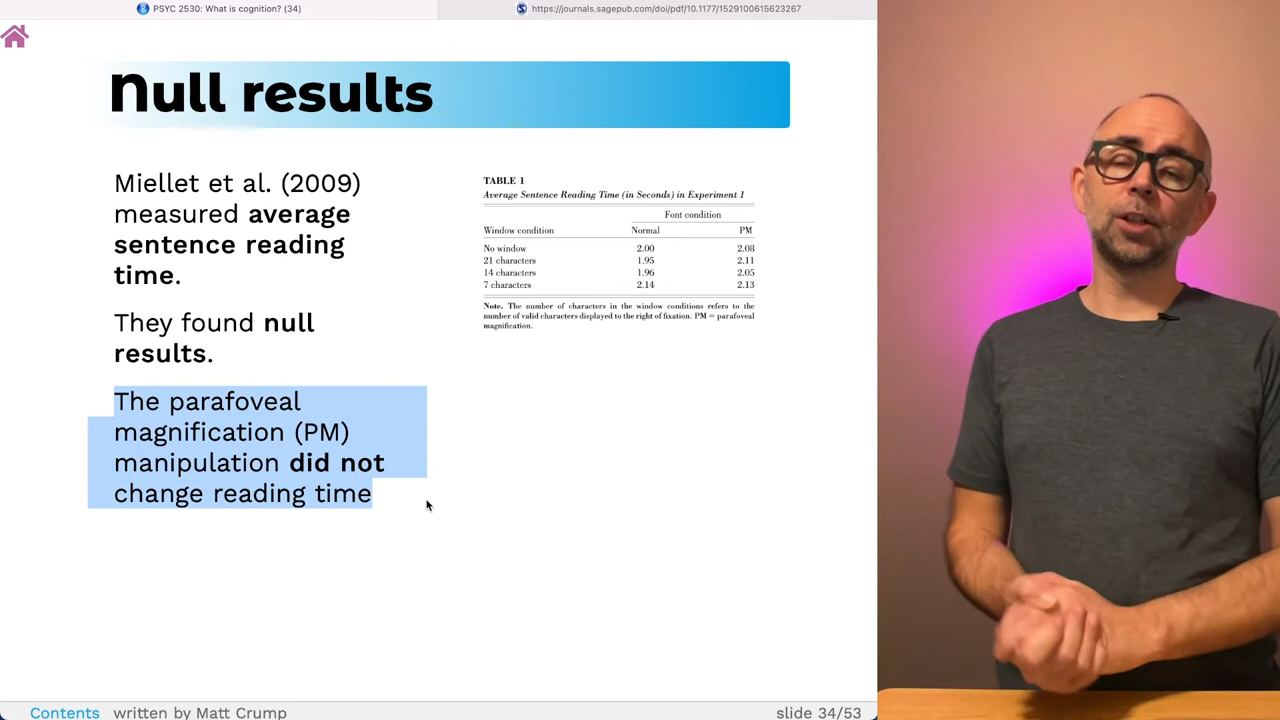 PSYC 2530: What is cognition? (34)
https://journals.sagepub.com/doi/pdf/10.1177/1529100615623267
Null results
Miellet et al. (2009)
measured average
sentence reading
time.
They found null
results.
The parafoveal
magnification (PM)
manipulation did not
change reading time
TABLE 1
Average Sentence Reading Time (in Seconds) in Experiment 1
Font condition
Window condition Normal PM
No window 2.00 2.08
21 characters 1.95 2.11
14 characters 1.96 2.05
7 characters 2.14 2.13
Note. The number of characters in the window conditions refers to the
number of valid characters displayed to the right of fixation. PM = parafoveal
magnification.
Contents written by Matt Crump
slide 34/53